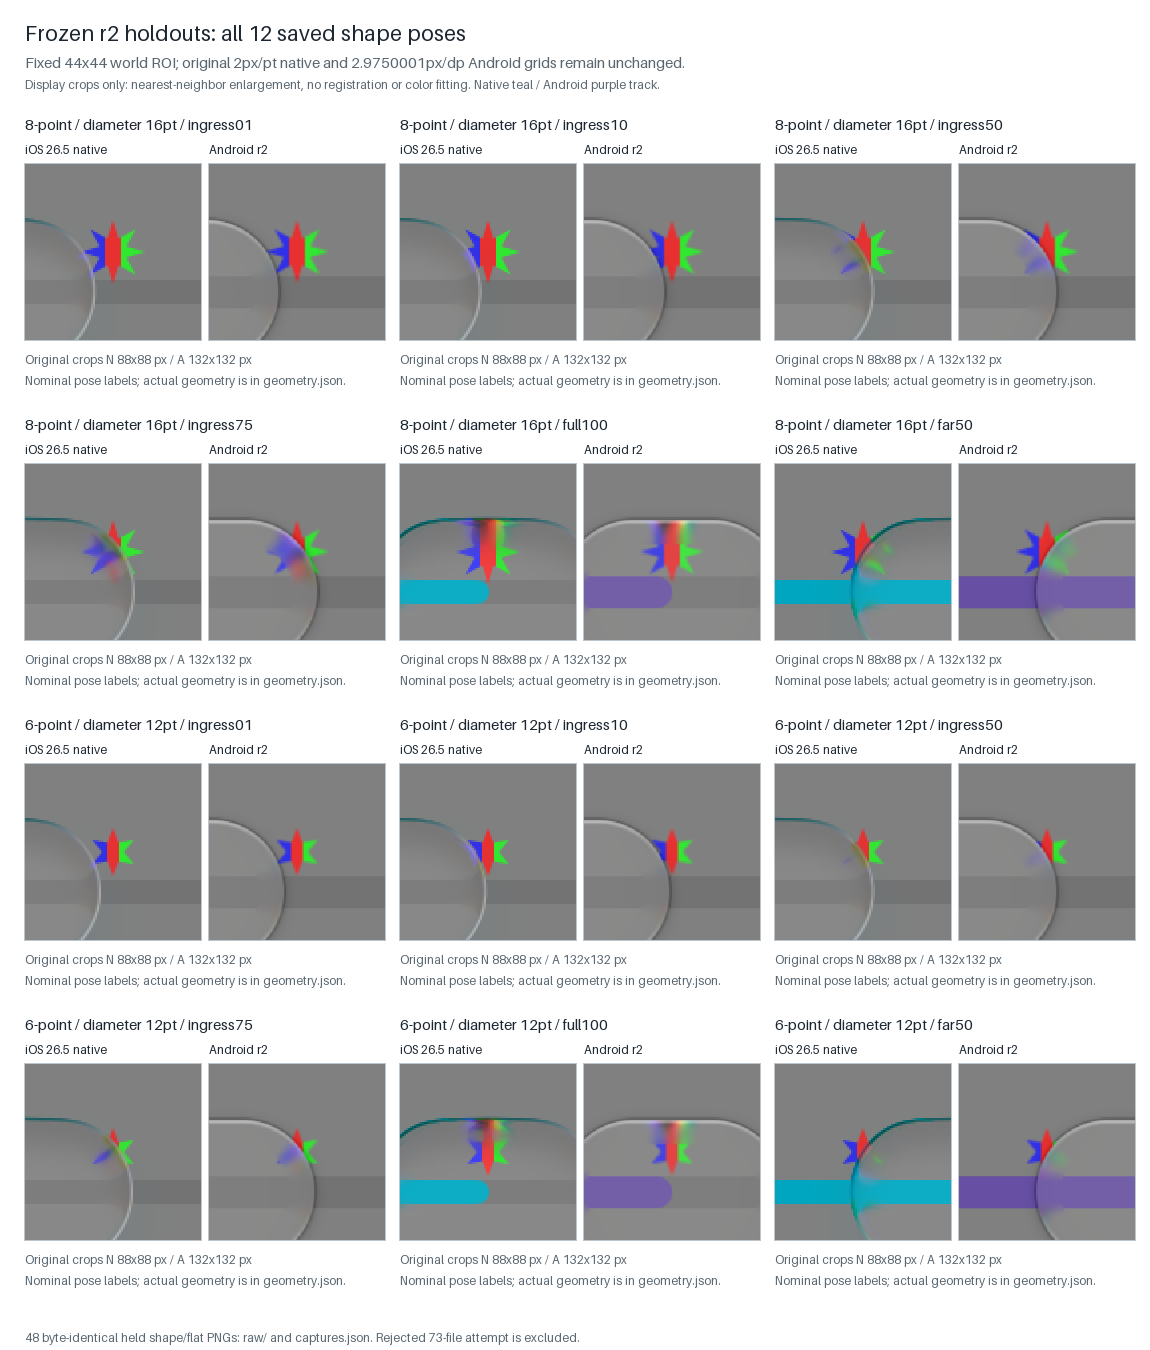 Frozen r2 holdouts: all 12 saved shape poses
Fixed 44x44 world ROI; original 2px/pt native and 2.9750001px/dp Android grids remain unchanged.
Display crops only: nearest-neighbor enlargement, no registration or color fitting. Native teal / Android purple track.
8-point / diameter 16pt / ingress01
8-point / diameter 16pt / ingress10
8-point / diameter 16pt / ingress50
iOS 26.5 native
Android r2
iOS 26.5 native
Android r2
iOS 26.5 native
Android r2
Original crops N 88x88 px / A 132x132 px
Original crops N 88x88 px / A 132x132 px
Original crops N 88x88 px / A 132x132 px
Nominal pose labels; actual geometry is in geometry.json.
Nominal pose labels; actual geometry is in geometry.json.
Nominal pose labels; actual geometry is in geometry.json.
8-point / diameter 16pt / ingress75
8-point / diameter 16pt / full100
8-point / diameter 16pt / far50
iOS 26.5 native
Android r2
iOS 26.5 native
Android r2
iOS 26.5 native
Android r2
Original crops N 88x88 px / A 132x132 px
Original crops N 88x88 px / A 132x132 px
Original crops N 88x88 px / A 132x132 px
Nominal pose labels; actual geometry is in geometry.json.
Nominal pose labels; actual geometry is in geometry.json.
Nominal pose labels; actual geometry is in geometry.json.
6-point / diameter 12pt / ingress01
6-point / diameter 12pt / ingress10
6-point / diameter 12pt / ingress50
iOS 26.5 native
Android r2
iOS 26.5 native
Android r2
iOS 26.5 native
Android r2
Original crops N 88x88 px / A 132x132 px
Original crops N 88x88 px / A 132x132 px
Original crops N 88x88 px / A 132x132 px
Nominal pose labels; actual geometry is in geometry.json.
Nominal pose labels; actual geometry is in geometry.json.
Nominal pose labels; actual geometry is in geometry.json.
6-point / diameter 12pt / ingress75
6-point / diameter 12pt / full100
6-point / diameter 12pt / far50
iOS 26.5 native
Android r2
iOS 26.5 native
Android r2
iOS 26.5 native
Android r2
Original crops N 88x88 px / A 132x132 px
Original crops N 88x88 px / A 132x132 px
Original crops N 88x88 px / A 132x132 px
Nominal pose labels; actual geometry is in geometry.json.
Nominal pose labels; actual geometry is in geometry.json.
Nominal pose labels; actual geometry is in geometry.json.
48 byte-identical held shape/flat PNGs: raw/ and captures.json. Rejected 73-file attempt is excluded.